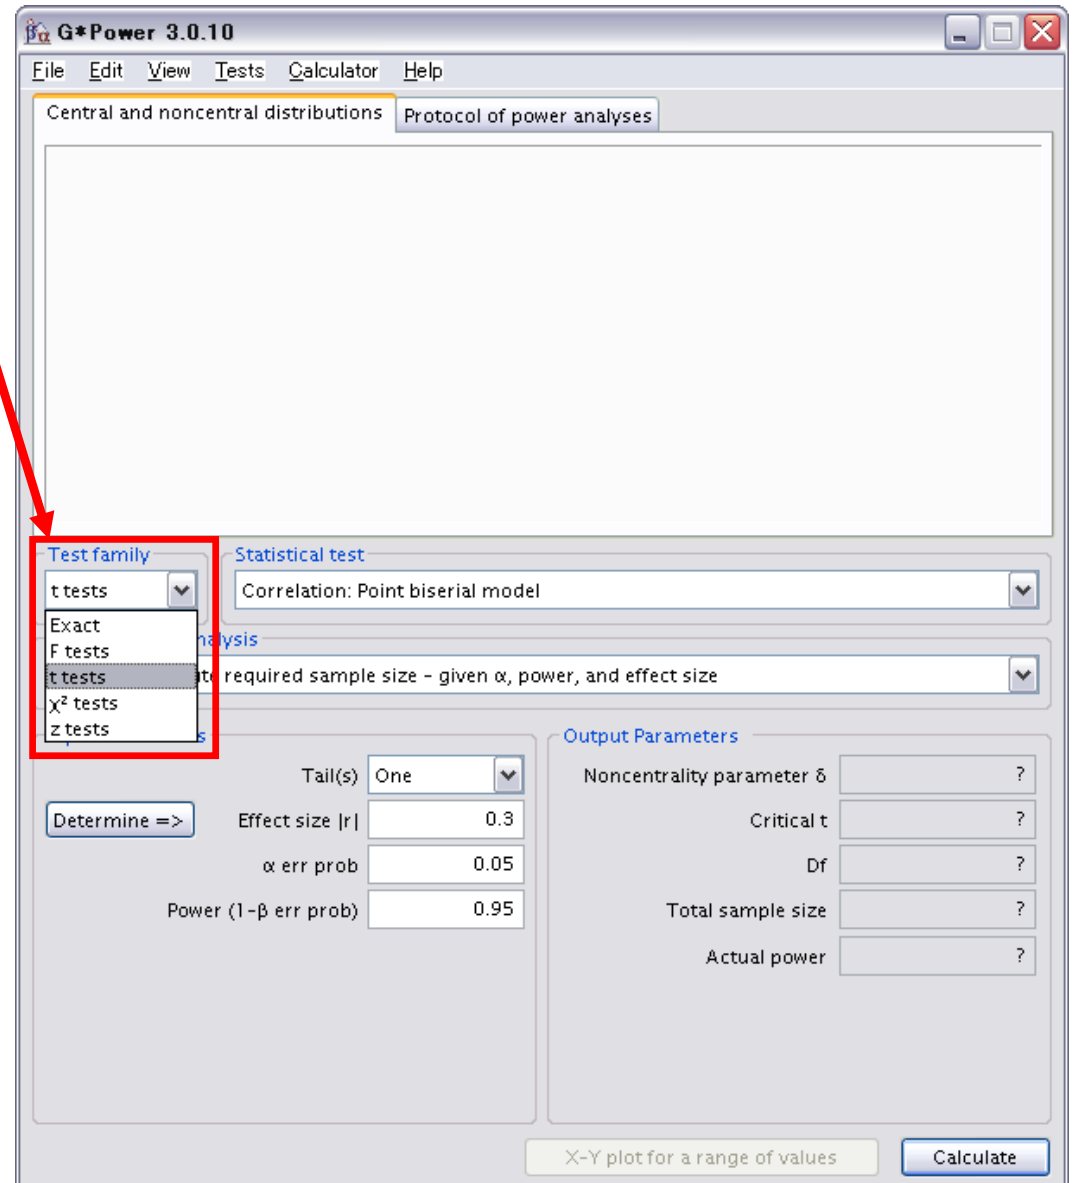 G*Power 3.0.10
File Edit View Tests Calculator Help
Central and noncentral distributions Protocol of power analyses
Test family Statistical test
t tests Correlation: Point biserial model
Exact
F tests
t tests required sample size – given α, power, and effect size
χ² tests
z tests
Output Parameters
Tail(s) One Noncentrality parameter δ ?
Determine => Effect size |r| 0.3 Critical t ?
α err prob 0.05 Df ?
Power (1-β err prob) 0.95 Total sample size ?
Actual power ?
X-Y plot for a range of values Calculate